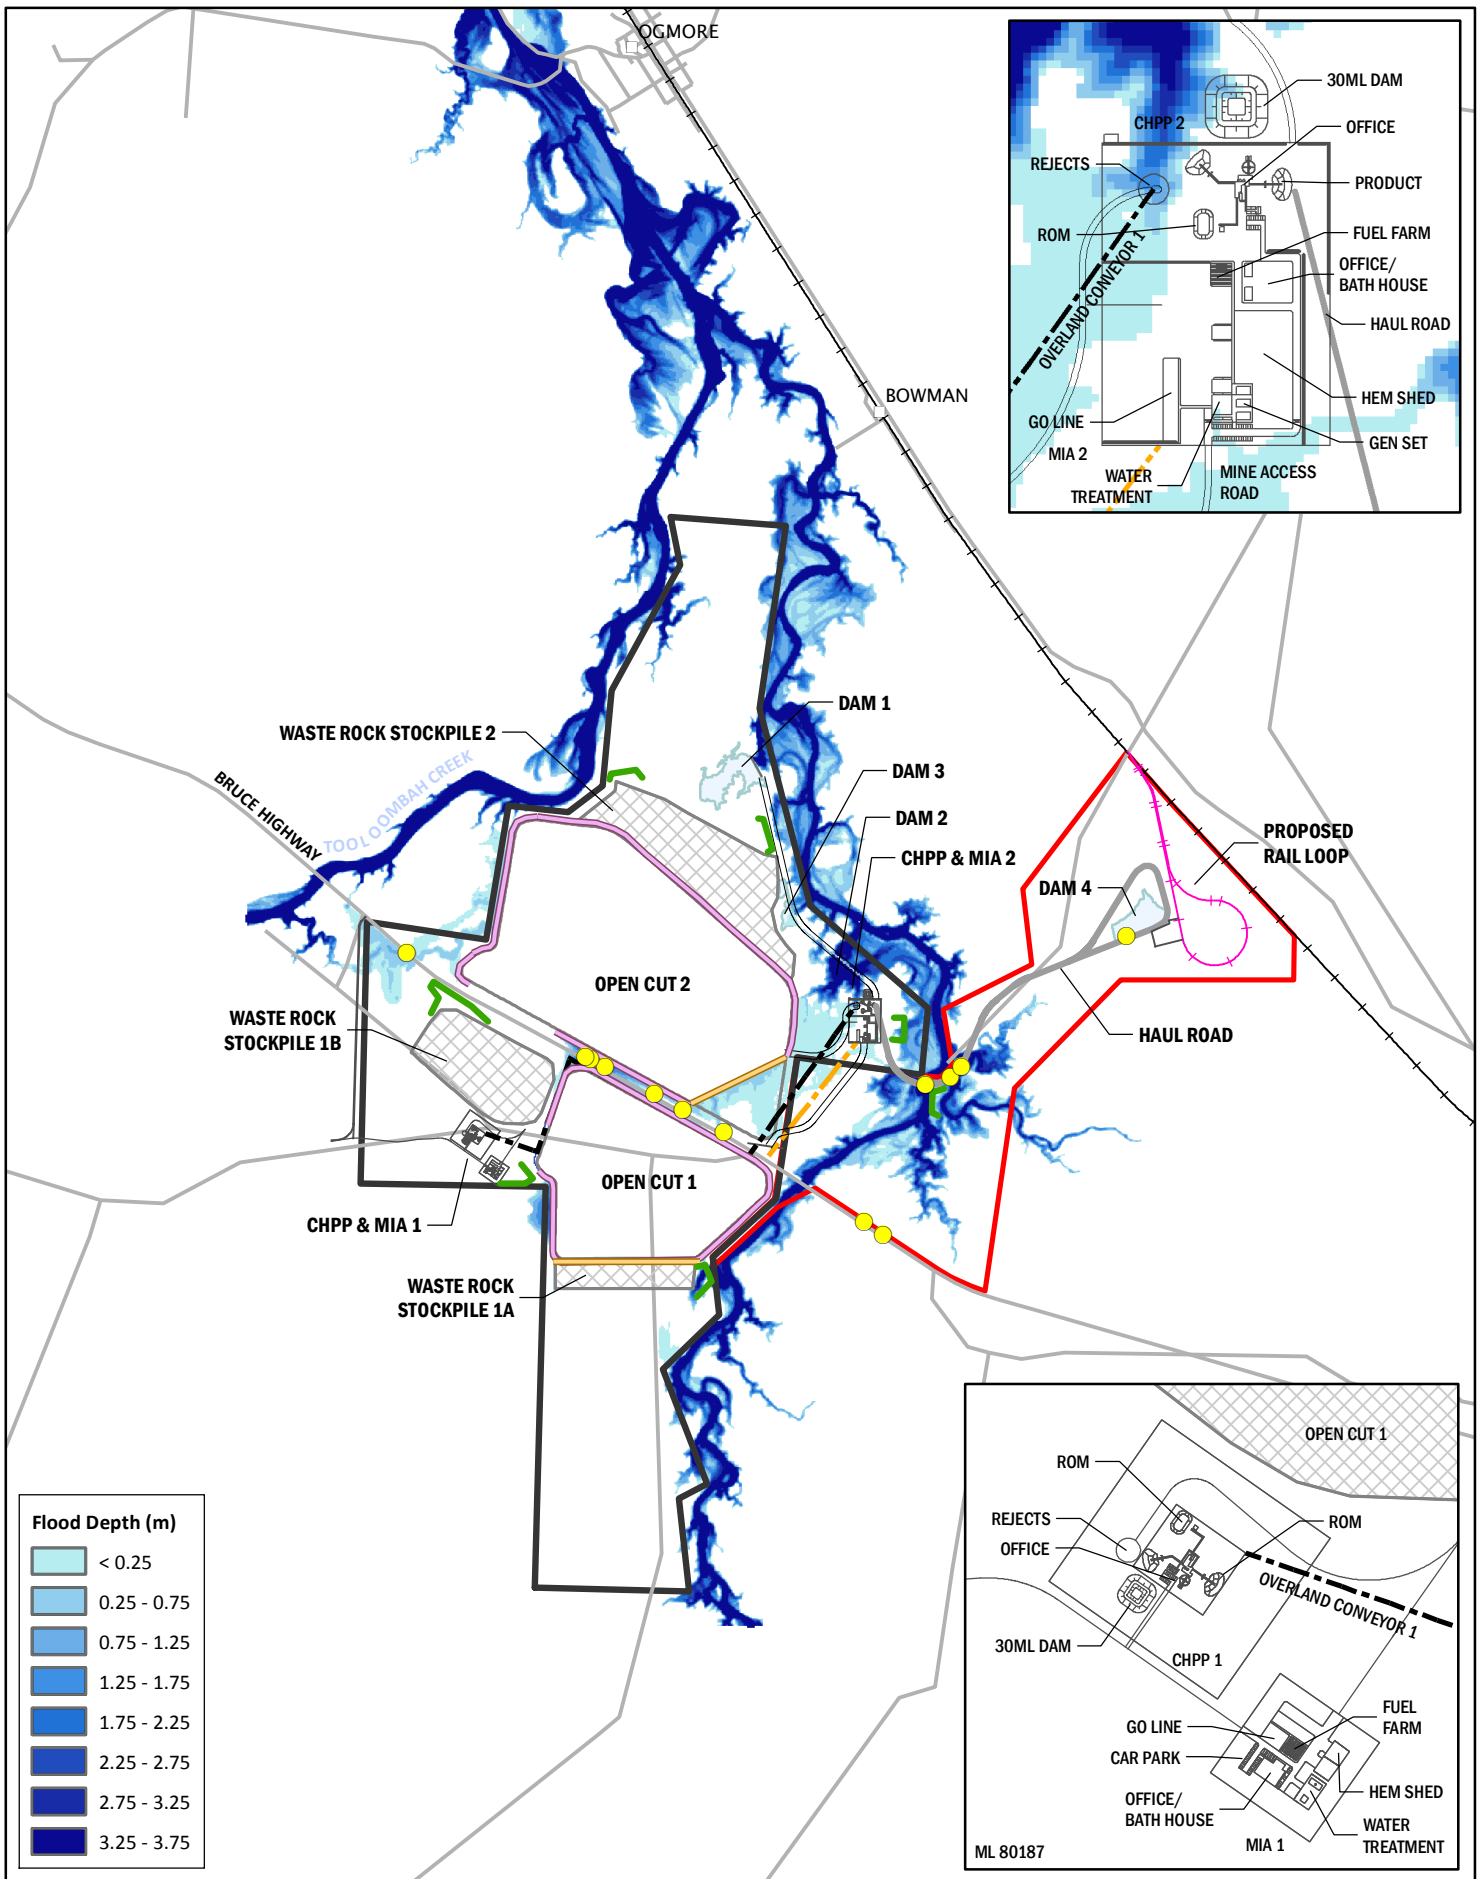 OGMORE
BOWMAN
30ML DAM
CHPP 2
OFFICE
REJECTS
PRODUCT
ROM
FUEL FARM
OVERLAND CONVEYOR 1
OFFICE/
BATH HOUSE
HAUL ROAD
HEM SHED
GO LINE
GEN SET
MIA 2
WATER
TREATMENT
MINE ACCESS
ROAD
DAM 1
WASTE ROCK STOCKPILE 2
TOOLOOMBAH CREEK
BRUCE HIGHWAY
DAM 3
DAM 2
CHPP & MIA 2
PROPOSED
RAIL LOOP
DAM 4
OPEN CUT 2
WASTE ROCK
STOCKPILE 1B
HAUL ROAD
OPEN CUT 1
CHPP & MIA 1
WASTE ROCK
STOCKPILE 1A
Flood Depth (m)
< 0.25
0.25 - 0.75
0.75 - 1.25
1.25 - 1.75
1.75 - 2.25
2.25 - 2.75
2.75 - 3.25
3.25 - 3.75
OPEN CUT 1
ROM
REJECTS
ROM
OFFICE
OVERLAND CONVEYOR 1
30ML DAM
CHPP 1
FUEL
FARM
GO LINE
CAR PARK
HEM SHED
OFFICE/
BATH HOUSE
WATER
TREATMENT
MIA 1
ML 80187